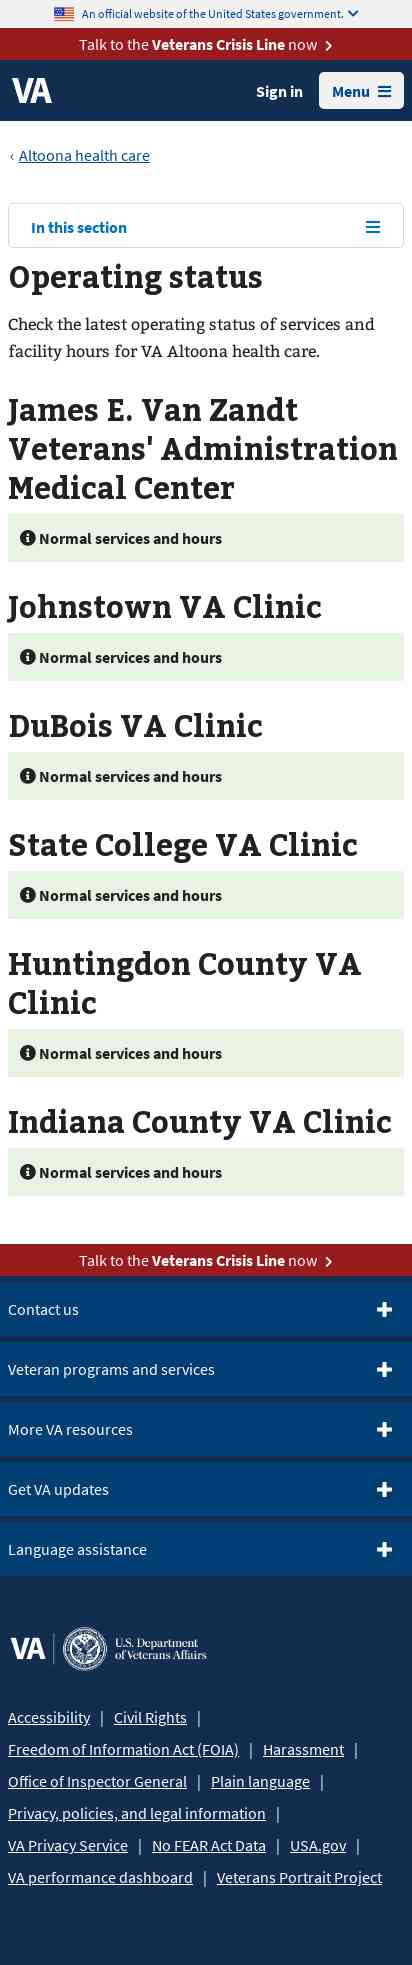 An official website of the United States government.
Talk to the Veterans Crisis Line now
VA
Sign in
Menu
‹ Altoona health care
In this section
Operating status
Check the latest operating status of services and
facility hours for VA Altoona health care.
James E. Van Zandt
Veterans' Administration
Medical Center
Normal services and hours
Johnstown VA Clinic
Normal services and hours
DuBois VA Clinic
Normal services and hours
State College VA Clinic
Normal services and hours
Huntingdon County VA
Clinic
Normal services and hours
Indiana County VA Clinic
Normal services and hours
Talk to the Veterans Crisis Line now
Contact us
Veteran programs and services
More VA resources
Get VA updates
Language assistance
VA
U.S. Department
of Veterans Affairs
Accessibility | Civil Rights |
Freedom of Information Act (FOIA) | Harassment |
Office of Inspector General | Plain language |
Privacy, policies, and legal information |
VA Privacy Service | No FEAR Act Data | USA.gov |
VA performance dashboard | Veterans Portrait Project